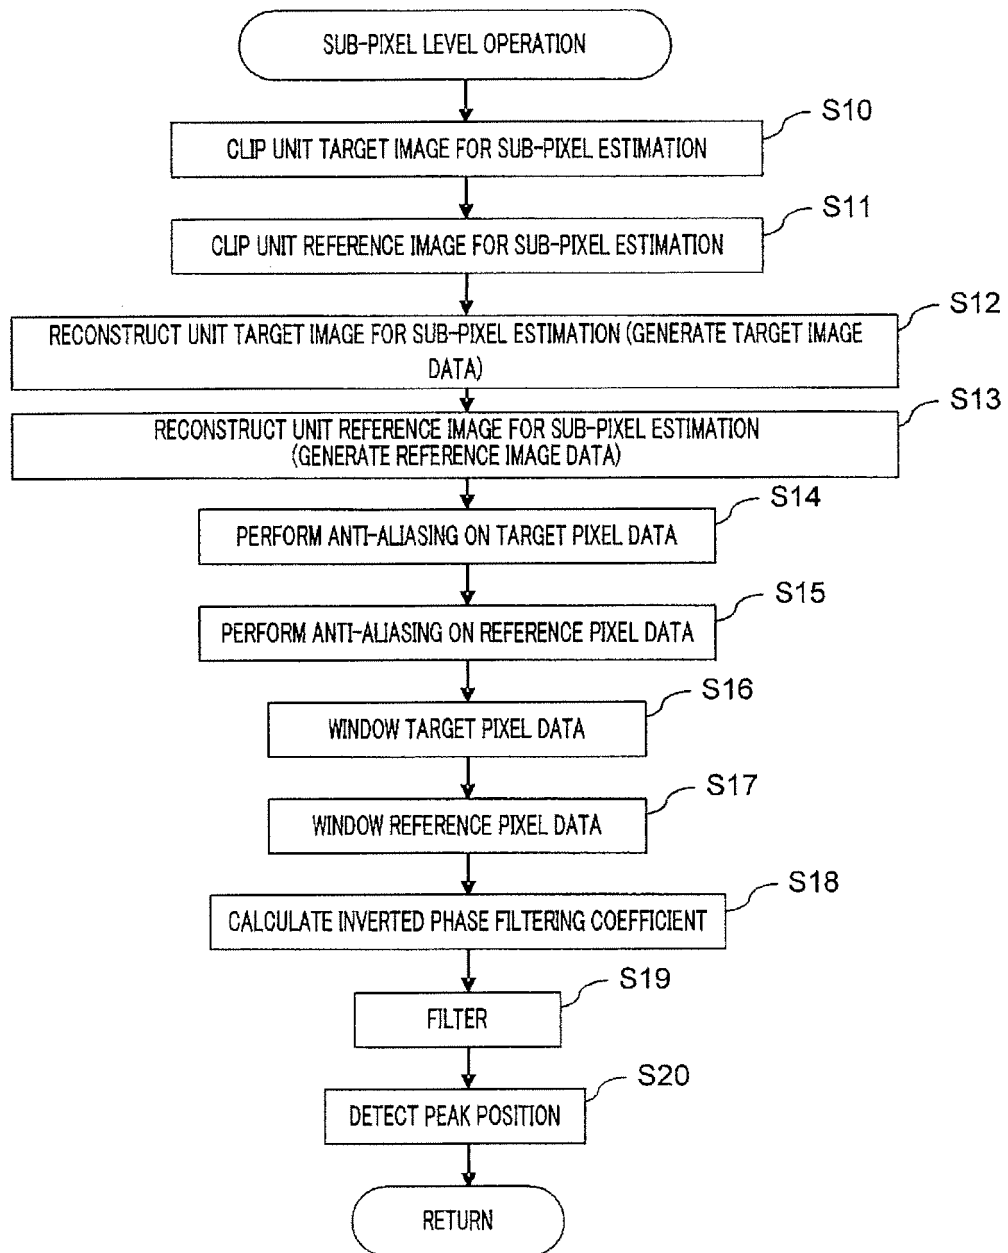 SUB-PIXEL LEVEL OPERATION
S10
CLIP UNIT TARGET IMAGE FOR SUB-PIXEL ESTIMATION
S11
CLIP UNIT REFERENCE IMAGE FOR SUB-PIXEL ESTIMATION
S12
RECONSTRUCT UNIT TARGET IMAGE FOR SUB-PIXEL ESTIMATION (GENERATE TARGET IMAGE
DATA)
S13
RECONSTRUCT UNIT REFERENCE IMAGE FOR SUB-PIXEL ESTIMATION
(GENERATE REFERENCE IMAGE DATA)
S14
PERFORM ANTI-ALIASING ON TARGET PIXEL DATA
S15
PERFORM ANTI-ALIASING ON REFERENCE PIXEL DATA
S16
WINDOW TARGET PIXEL DATA
S17
WINDOW REFERENCE PIXEL DATA
S18
CALCULATE INVERTED PHASE FILTERING COEFFICIENT
S19
FILTER
S20
DETECT PEAK POSITION
RETURN